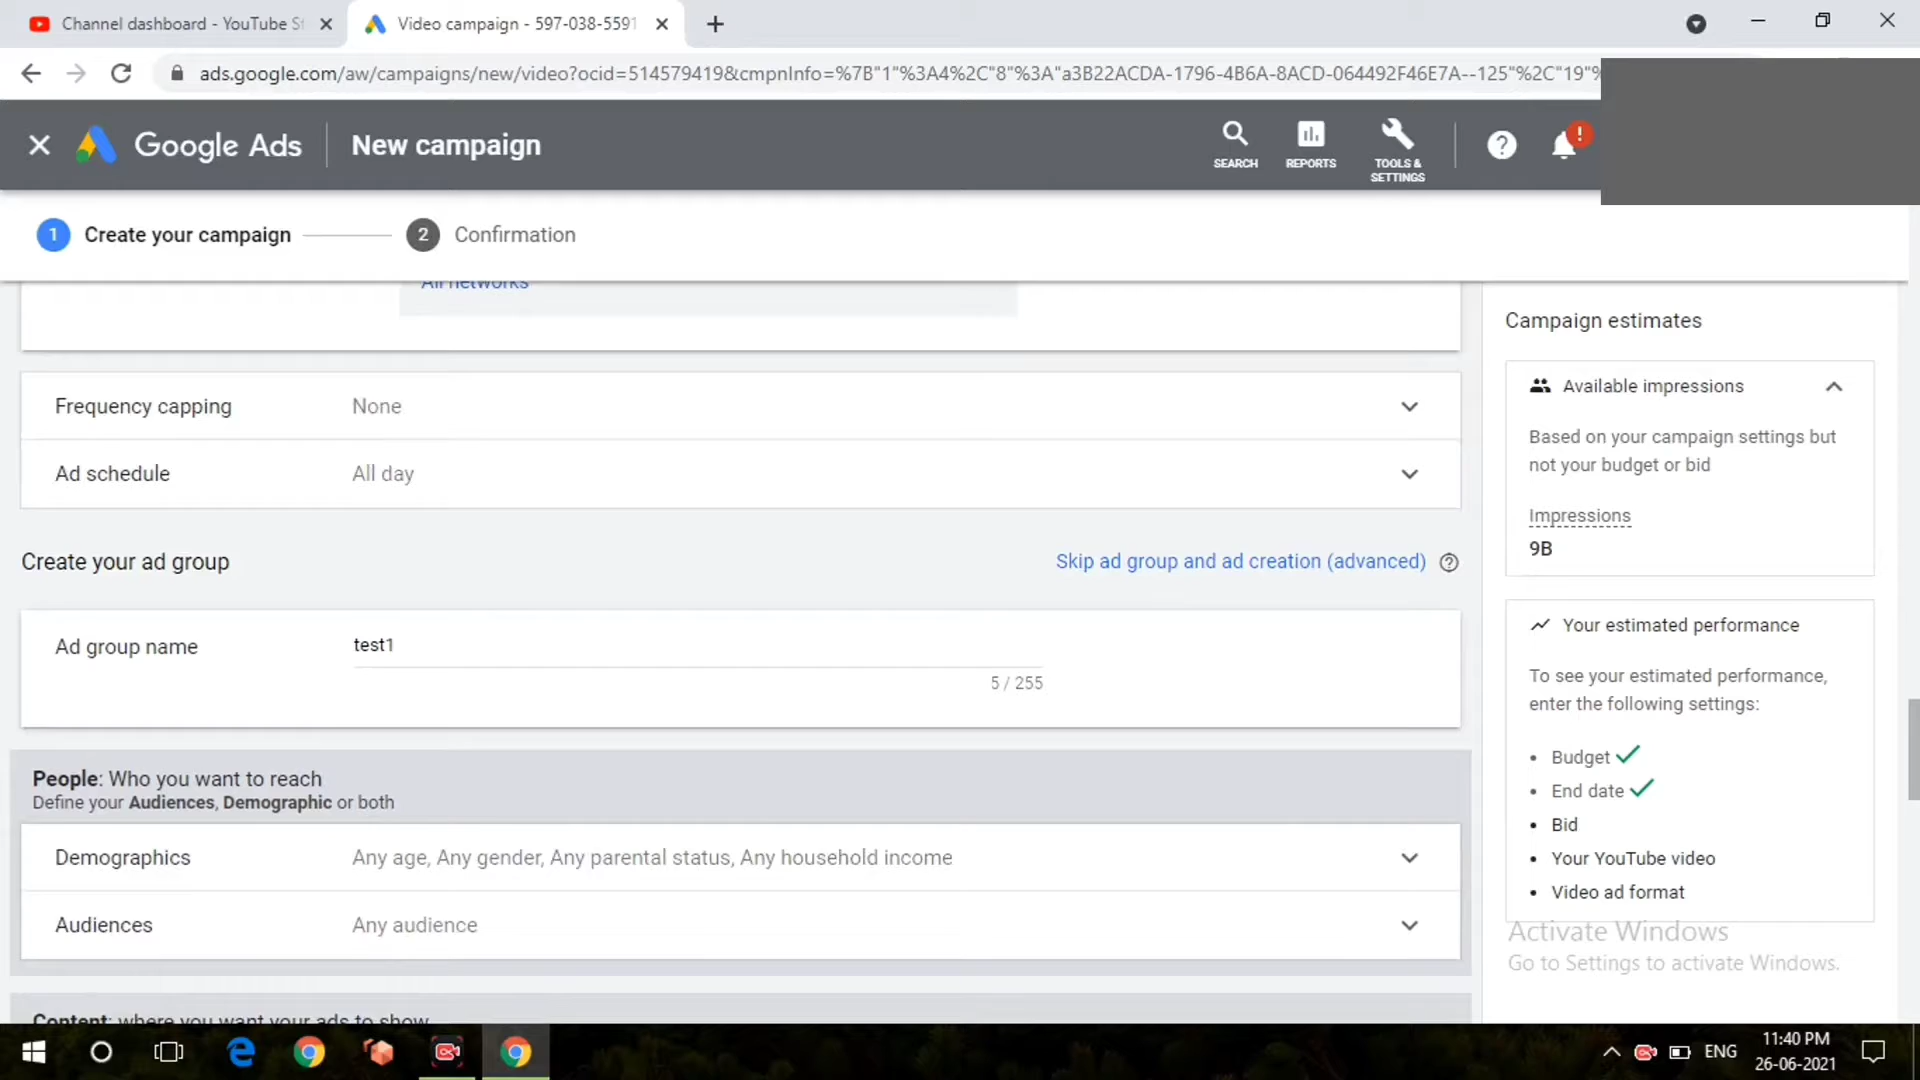 Channel dashboard - YouTube St
Video campaign - 597-038-5591
ads.google.com/aw/campaigns/new/video?ocid=514579419&cmpnInfo=%7B"1"%3A4%2C"8"%3A"a3B22ACDA-1796-4B6A-8ACD-064492F46E7A--125"%2C"19"%
Google Ads
New campaign
SEARCH
REPORTS
TOOLS &
SETTINGS
1 Create your campaign
2 Confirmation
All networks
Frequency capping None
Ad schedule All day
Create your ad group
Skip ad group and ad creation (advanced)
Ad group name test1
5 / 255
People: Who you want to reach
Define your Audiences, Demographic or both
Demographics Any age, Any gender, Any parental status, Any household income
Audiences Any audience
Content: where you want your ads to show
Campaign estimates
Available impressions
Based on your campaign settings but
not your budget or bid
Impressions
9B
Your estimated performance
To see your estimated performance,
enter the following settings:
• Budget
• End date
• Bid
• Your YouTube video
• Video ad format
Activate Windows
Go to Settings to activate Windows.
ENG
11:40 PM
26-06-2021